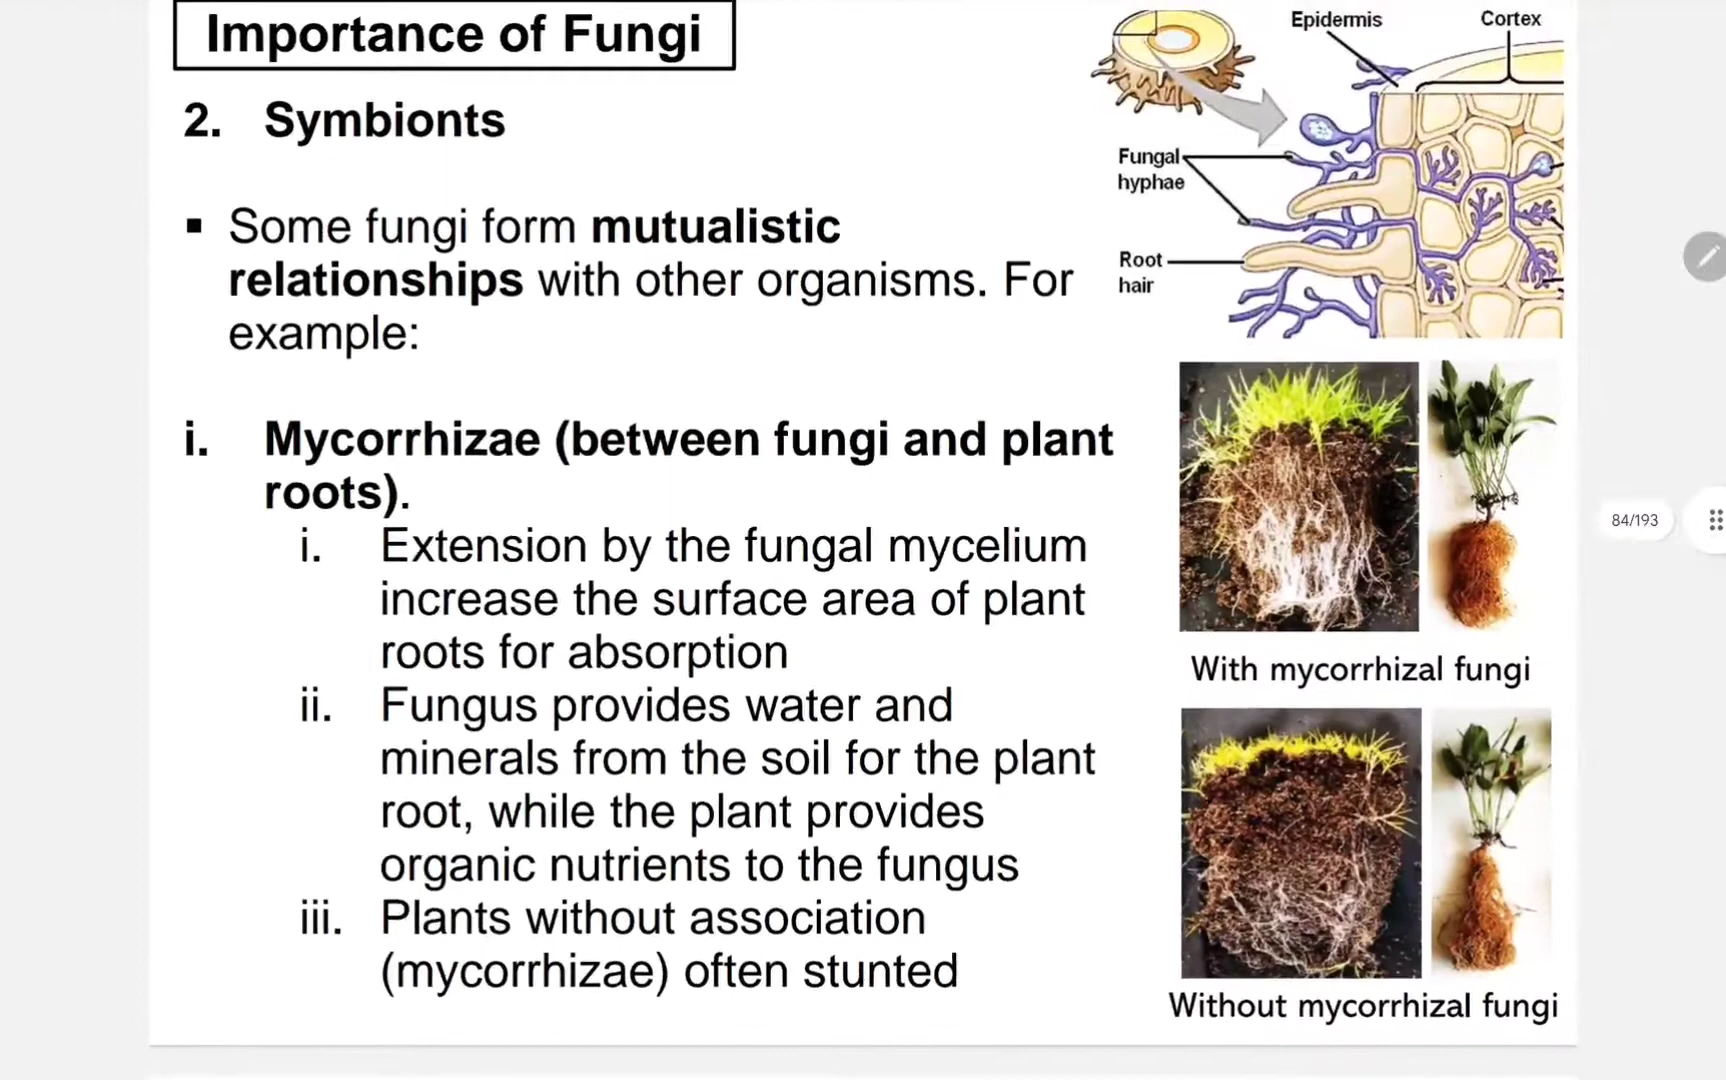 Importance of Fungi
2. Symbionts
▪ Some fungi form mutualistic
relationships with other organisms. For
example:
i. Mycorrhizae (between fungi and plant
roots).
i. Extension by the fungal mycelium
increase the surface area of plant
roots for absorption
ii. Fungus provides water and
minerals from the soil for the plant
root, while the plant provides
organic nutrients to the fungus
iii. Plants without association
(mycorrhizae) often stunted
Epidermis
Cortex
Fungal
hyphae
Root
hair
With mycorrhizal fungi
Without mycorrhizal fungi
84/193